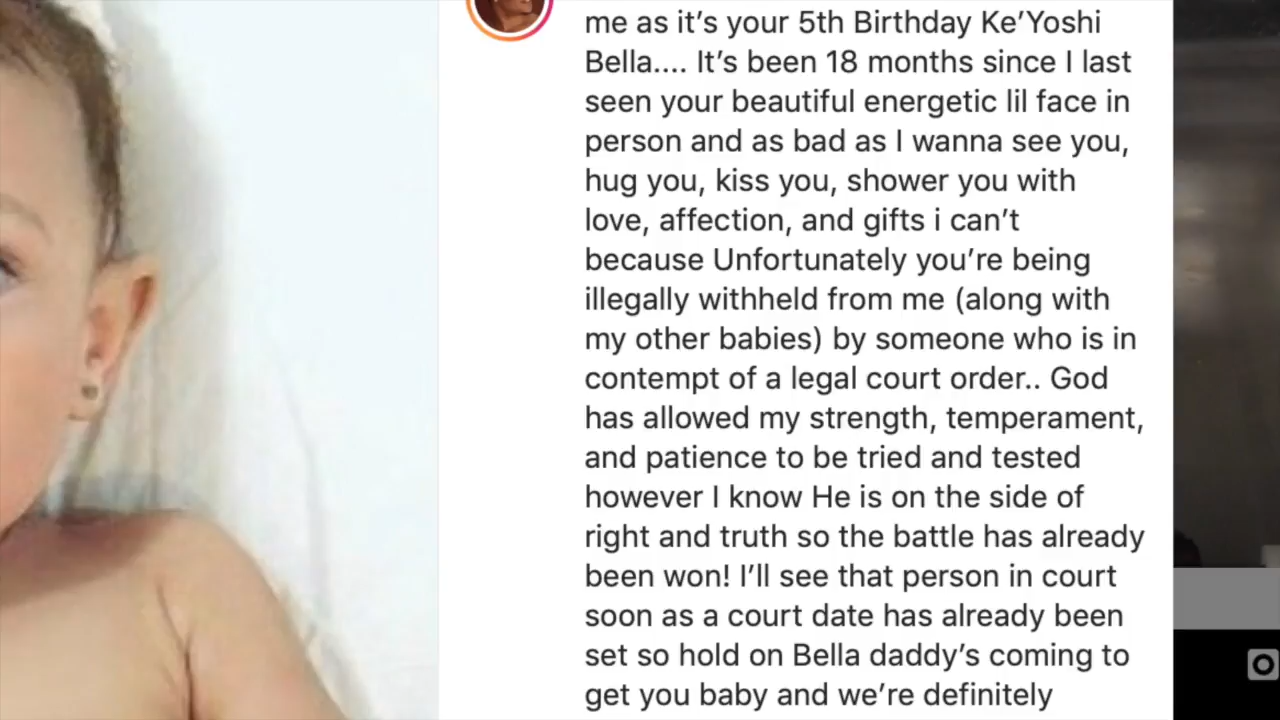 me as it’s your 5th Birthday Ke’Yoshi
Bella.... It’s been 18 months since I last
seen your beautiful energetic lil face in
person and as bad as I wanna see you,
hug you, kiss you, shower you with
love, affection, and gifts i can’t
because Unfortunately you’re being
illegally withheld from me (along with
my other babies) by someone who is in
contempt of a legal court order.. God
has allowed my strength, temperament,
and patience to be tried and tested
however I know He is on the side of
right and truth so the battle has already
been won! I’ll see that person in court
soon as a court date has already been
set so hold on Bella daddy’s coming to
get you baby and we’re definitely